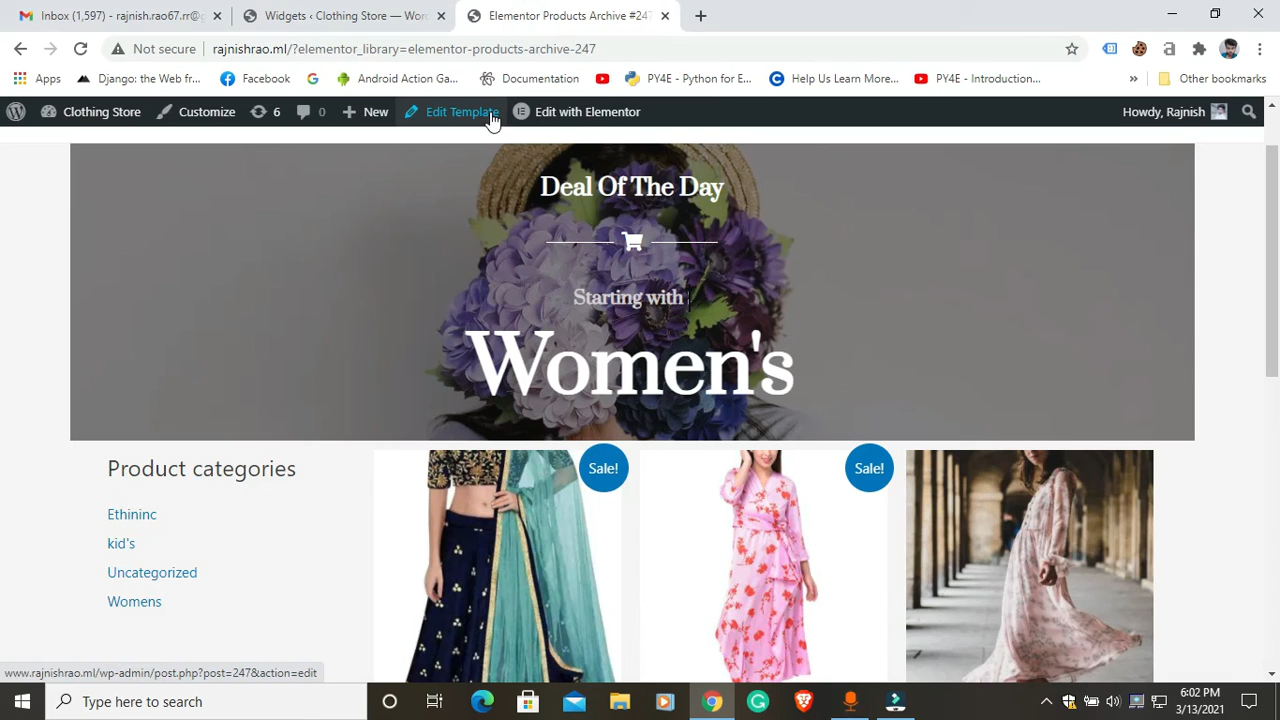 Inbox (1,597) - rajnish.rao67.rr@g
Widgets ‹ Clothing Store — Word
Elementor Products Archive #247
Not secure
rajnishrao.ml/?elementor_library=elementor-products-archive-247
Apps
Django: the Web fr...
Facebook
Android Action Ga...
Documentation
PY4E - Python for E...
Help Us Learn More...
PY4E - Introduction...
»
Other bookmarks
Clothing Store
Customize
6
0
New
Edit Template
Edit with Elementor
Howdy, Rajnish
Deal Of The Day
Starting with
Women's
Product categories
Sale!
Sale!
Ethininc
kid's
Uncategorized
Womens
www.rajnishrao.ml/wp-admin/post.php?post=247&action=edit
Type here to search
6:02 PM
3/13/2021